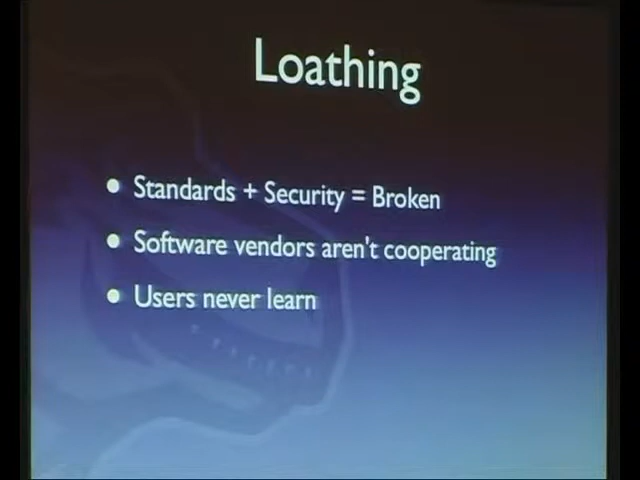 Loathing
Standards + Security = Broken
Software vendors aren't cooperating
Users never learn